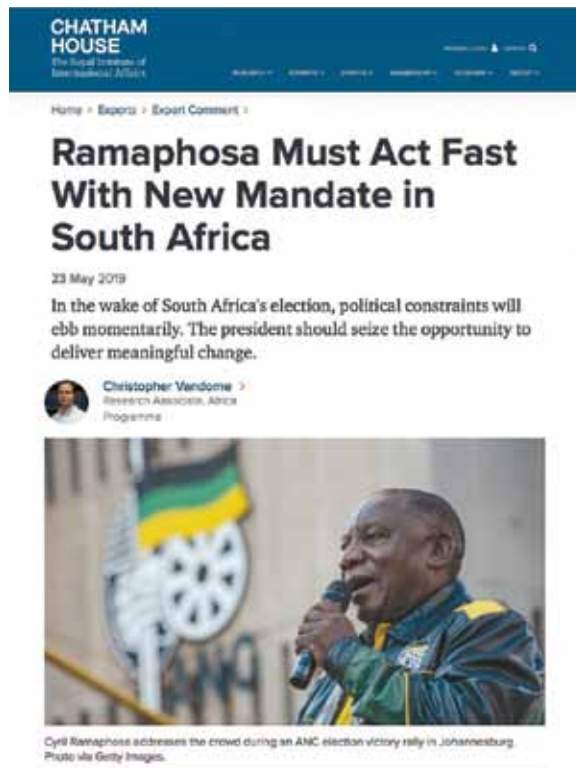 CHATHAM
HOUSE
The Royal Institute of
International Affairs
Home > Experts > Expert Comment >
Ramaphosa Must Act Fast
With New Mandate in
South Africa
23 May 2019
In the wake of South Africa's election, political constraints will
ebb momentarily. The president should seize the opportunity to
deliver meaningful change.
Christopher Vandome >
Research Associate, Africa
Programme
ANC
Cyril Ramaphosa addresses the crowd during an ANC election victory rally in Johannesburg.
Photo via Getty Images.